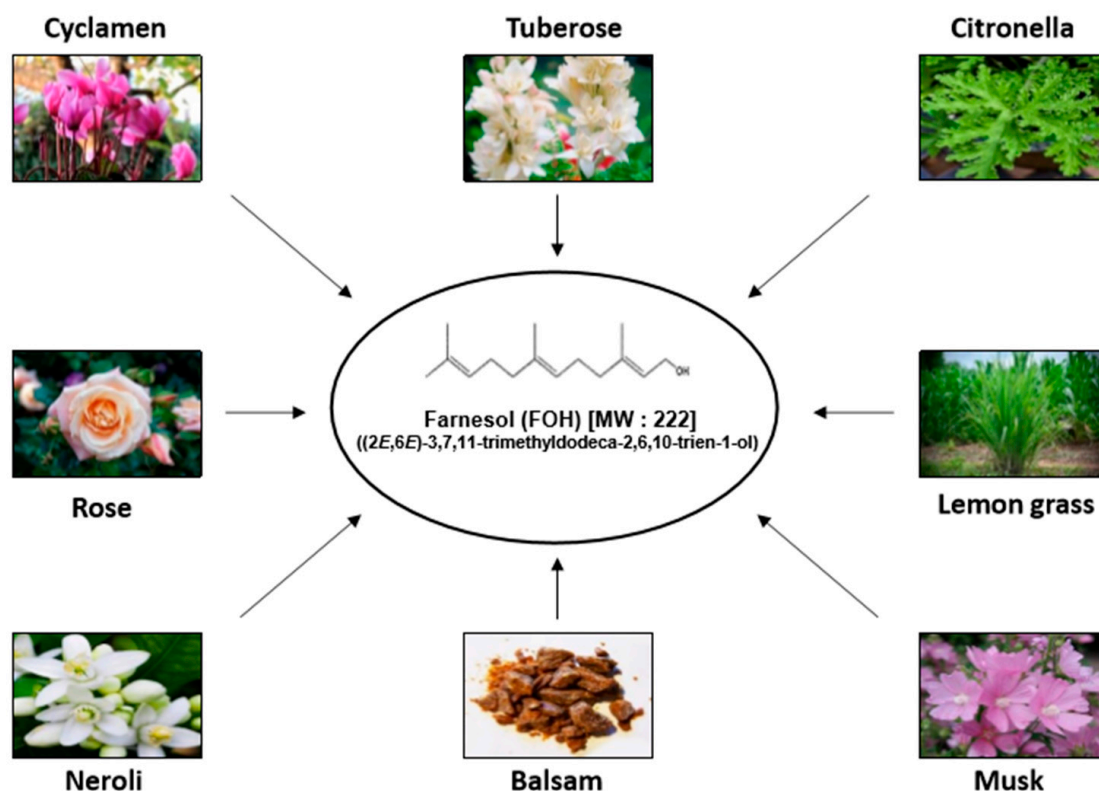 Cyclamen
Tuberose
Citronella
OH
Farnesol (FOH) [MW : 222]
((2E,6E)-3,7,11-trimethyldodeca-2,6,10-trien-1-ol)
Rose
Lemon grass
Neroli
Balsam
Musk